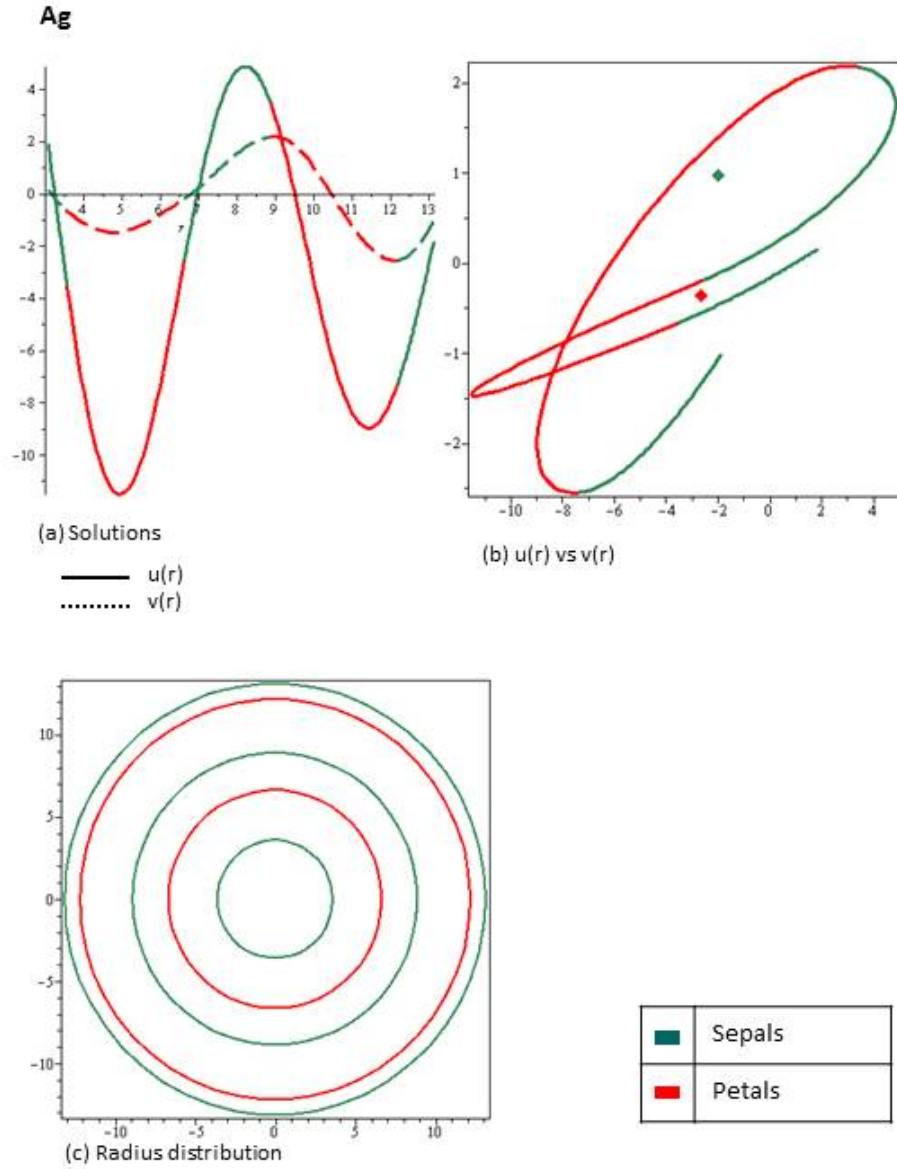 Ag
4
2
0
4 5 6 7 8 9 10 11 12 13
r
−2
−4
−6
−8
−10
(a) Solutions
u(r)
v(r)
2
1
0
−1
−2
−10 −8 −6 −4 −2 0 2 4
(b) u(r) vs v(r)
10
5
0
−5
−10
−10 −5 0 5 10
(c) Radius distribution
Sepals
Petals